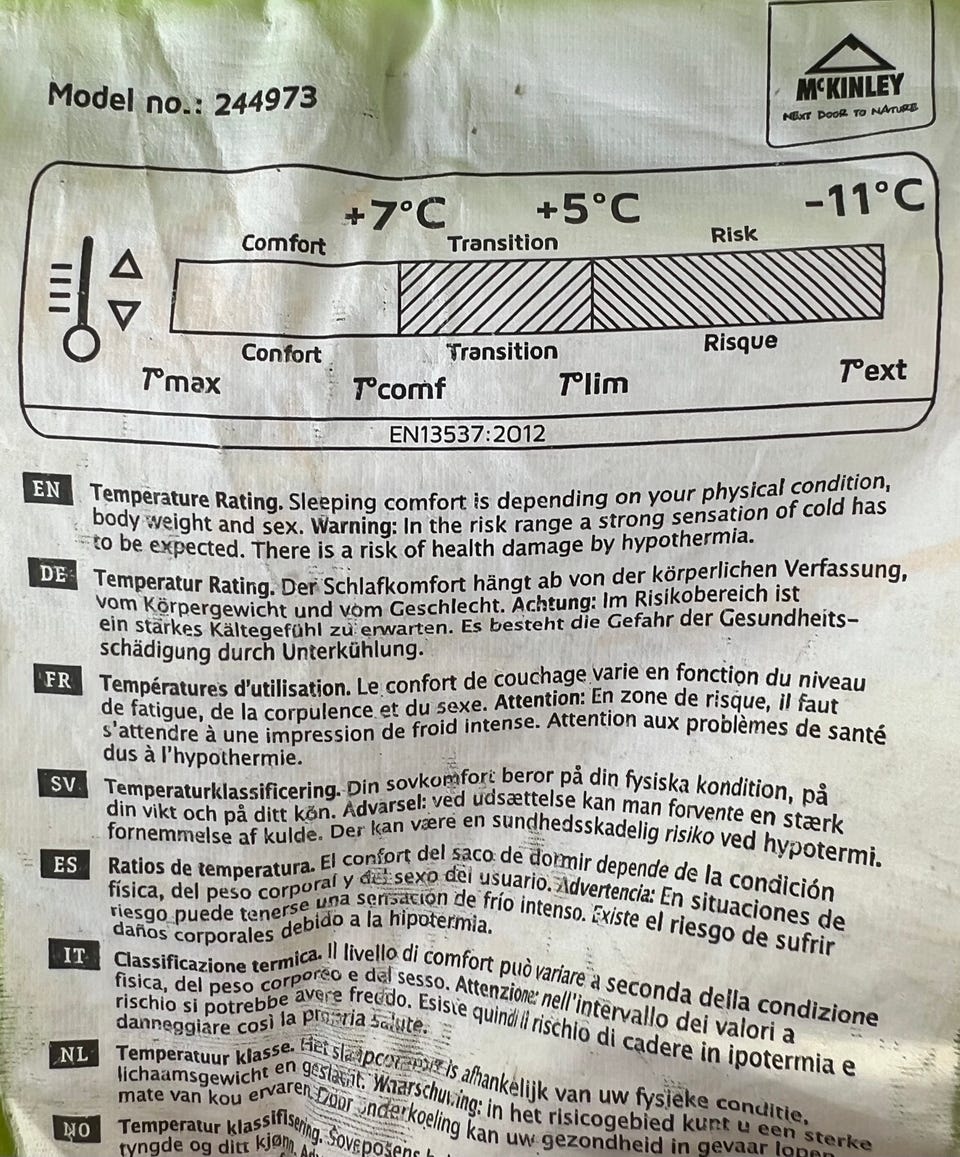 Model no.: 244973
McKINLEY
NEXT DOOR TO NATURE
+7°C +5°C -11°C
Comfort Transition Risk
Confort Transition Risque
T°max T°comf T°lim T°ext
EN13537:2012
EN Temperature Rating. Sleeping comfort is depending on your physical condition,
body weight and sex. Warning: In the risk range a strong sensation of cold has
to be expected. There is a risk of health damage by hypothermia.
DE Temperatur Rating. Der Schlafkomfort hängt ab von der körperlichen Verfassung,
vom Körpergewicht und vom Geschlecht. Achtung: Im Risikobereich ist
ein starkes Kältegefühl zu erwarten. Es besteht die Gefahr der Gesundheits-
schädigung durch Unterkühlung.
FR Températures d'utilisation. Le confort de couchage varie en fonction du niveau
de fatigue, de la corpulence et du sexe. Attention: En zone de risque, il faut
s'attendre à une impression de froid intense. Attention aux problèmes de santé
dus à l'hypothermie.
SV Temperaturklassificering. Din sovkomfort beror på din fysiska kondition, på
din vikt och på ditt kön. Advarsel: ved udsættelse kan man forvente en stærk
fornemmelse af kulde. Der kan være en sundhedsskadelig risiko ved hypotermi.
ES Ratios de temperatura. El confort del saco de dormir depende de la condición
física, del peso corporal y del sexo del usuario. Advertencia: En situaciones de
riesgo puede tenerse una sensación de frío intenso. Existe el riesgo de sufrir
daños corporales debido a la hipotermia.
IT Classificazione termica. Il livello di comfort può variare a seconda della condizione
fisica, del peso corporeo e dal sesso. Attenzione: nell'intervallo dei valori a
rischio si potrebbe avere freddo. Esiste quindi il rischio di cadere in ipotermia e
danneggiare così la propria salute.
NL Temperatuur klasse. Het slaapcomfort is afhankelijk van uw fysieke conditie,
lichaamsgewicht en geslacht. Waarschuwing: in het risicogebied kunt u een sterke
mate van kou ervaren. Door onderkoeling kan uw gezondheid in gevaar lopen
NO Temperatur klassifisering. Soveposens
tyngde og ditt kjønn.